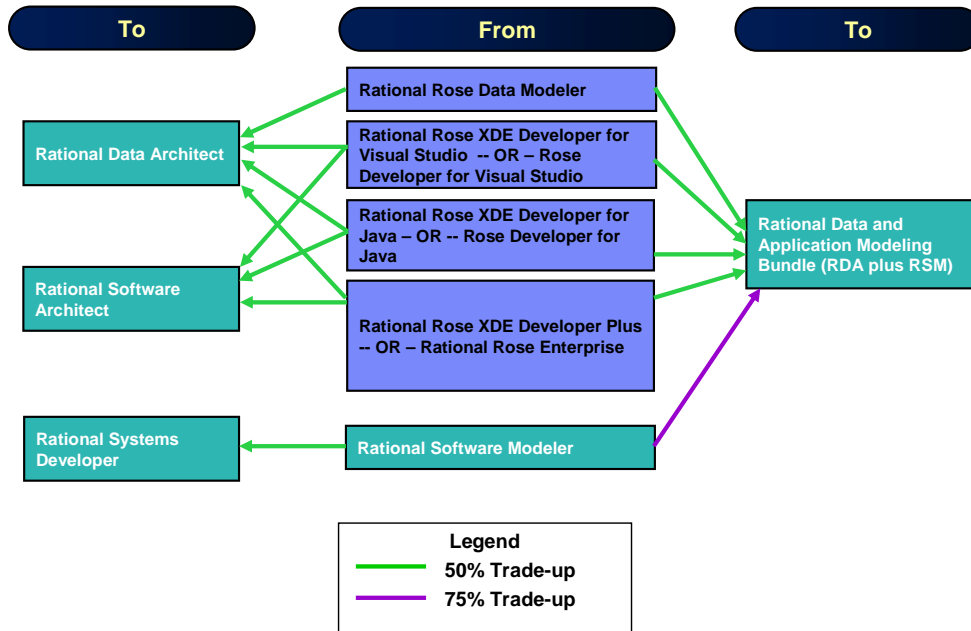 To
From
To
Rational Rose Data Modeler
Rational Data Architect
Rational Rose XDE Developer for
Visual Studio -- OR – Rose
Developer for Visual Studio
Rational Rose XDE Developer for
Java – OR -- Rose Developer for
Java
Rational Data and
Application Modeling
Bundle (RDA plus RSM)
Rational Software
Architect
Rational Rose XDE Developer Plus
-- OR – Rational Rose Enterprise
Rational Systems
Developer
Rational Software Modeler
Legend
50% Trade-up
75% Trade-up